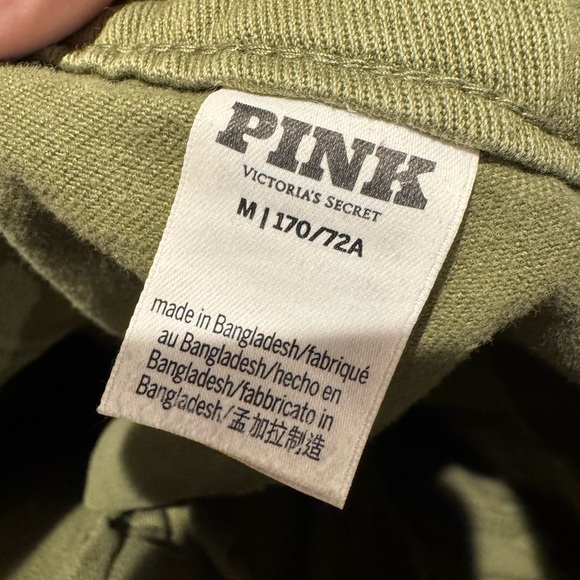 PINK
VICTORIA'S SECRET
M | 170/72A
made in Bangladesh/fabriqué
au Bangladesh/hecho en
Bangladesh/fabbricato in
Bangladesh/孟加拉制造